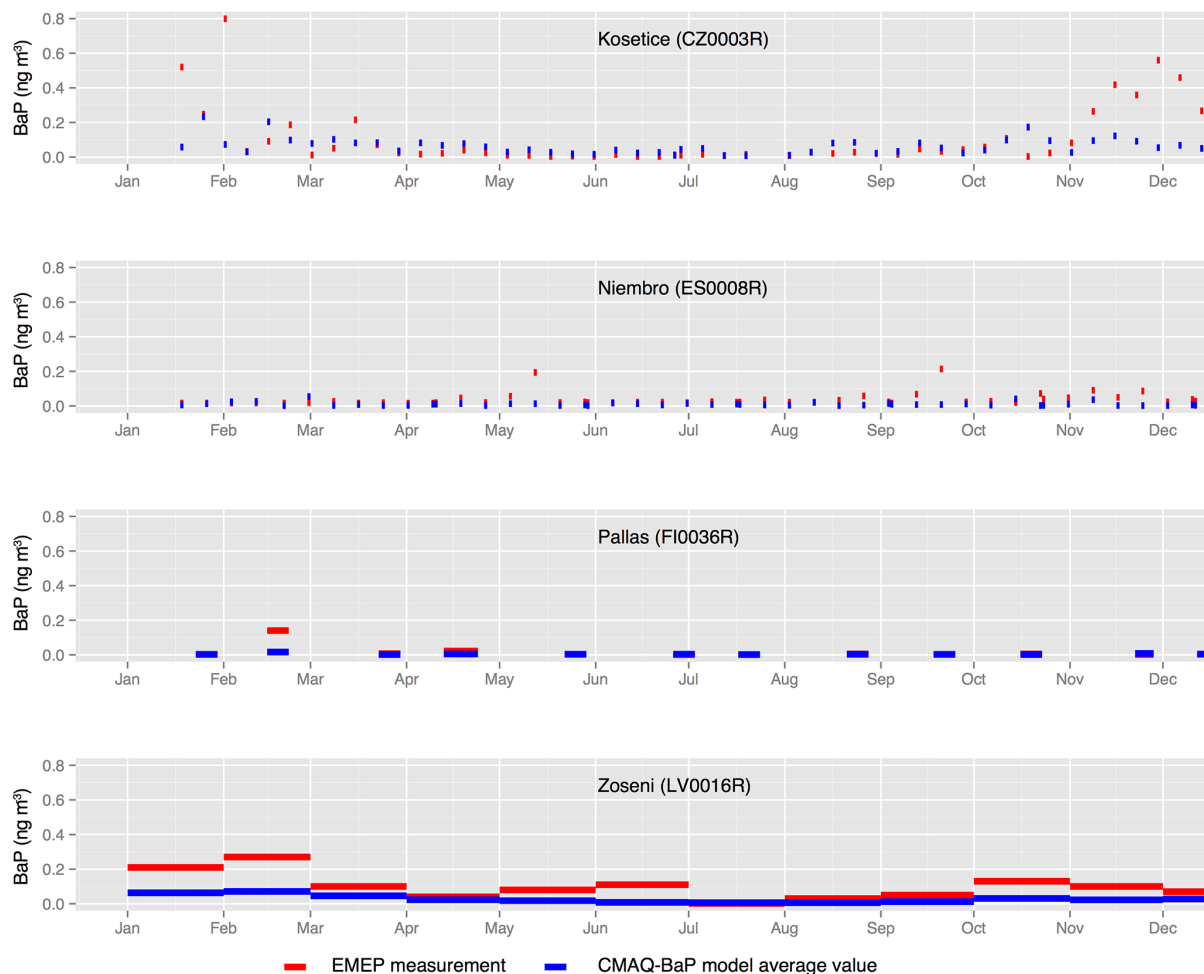 Kosetice (CZ0003R)
BaP (ng m-3)
0.8
0.6
0.4
0.2
0.0
Jan Feb Mar Apr May Jun Jul Aug Sep Oct Nov Dec
Niembro (ES0008R)
BaP (ng m-3)
0.8
0.6
0.4
0.2
0.0
Jan Feb Mar Apr May Jun Jul Aug Sep Oct Nov Dec
Pallas (FI0036R)
BaP (ng m-3)
0.8
0.6
0.4
0.2
0.0
Jan Feb Mar Apr May Jun Jul Aug Sep Oct Nov Dec
Zoseni (LV0016R)
BaP (ng m-3)
0.8
0.6
0.4
0.2
0.0
Jan Feb Mar Apr May Jun Jul Aug Sep Oct Nov Dec
EMEP measurement CMAQ-BaP model average value